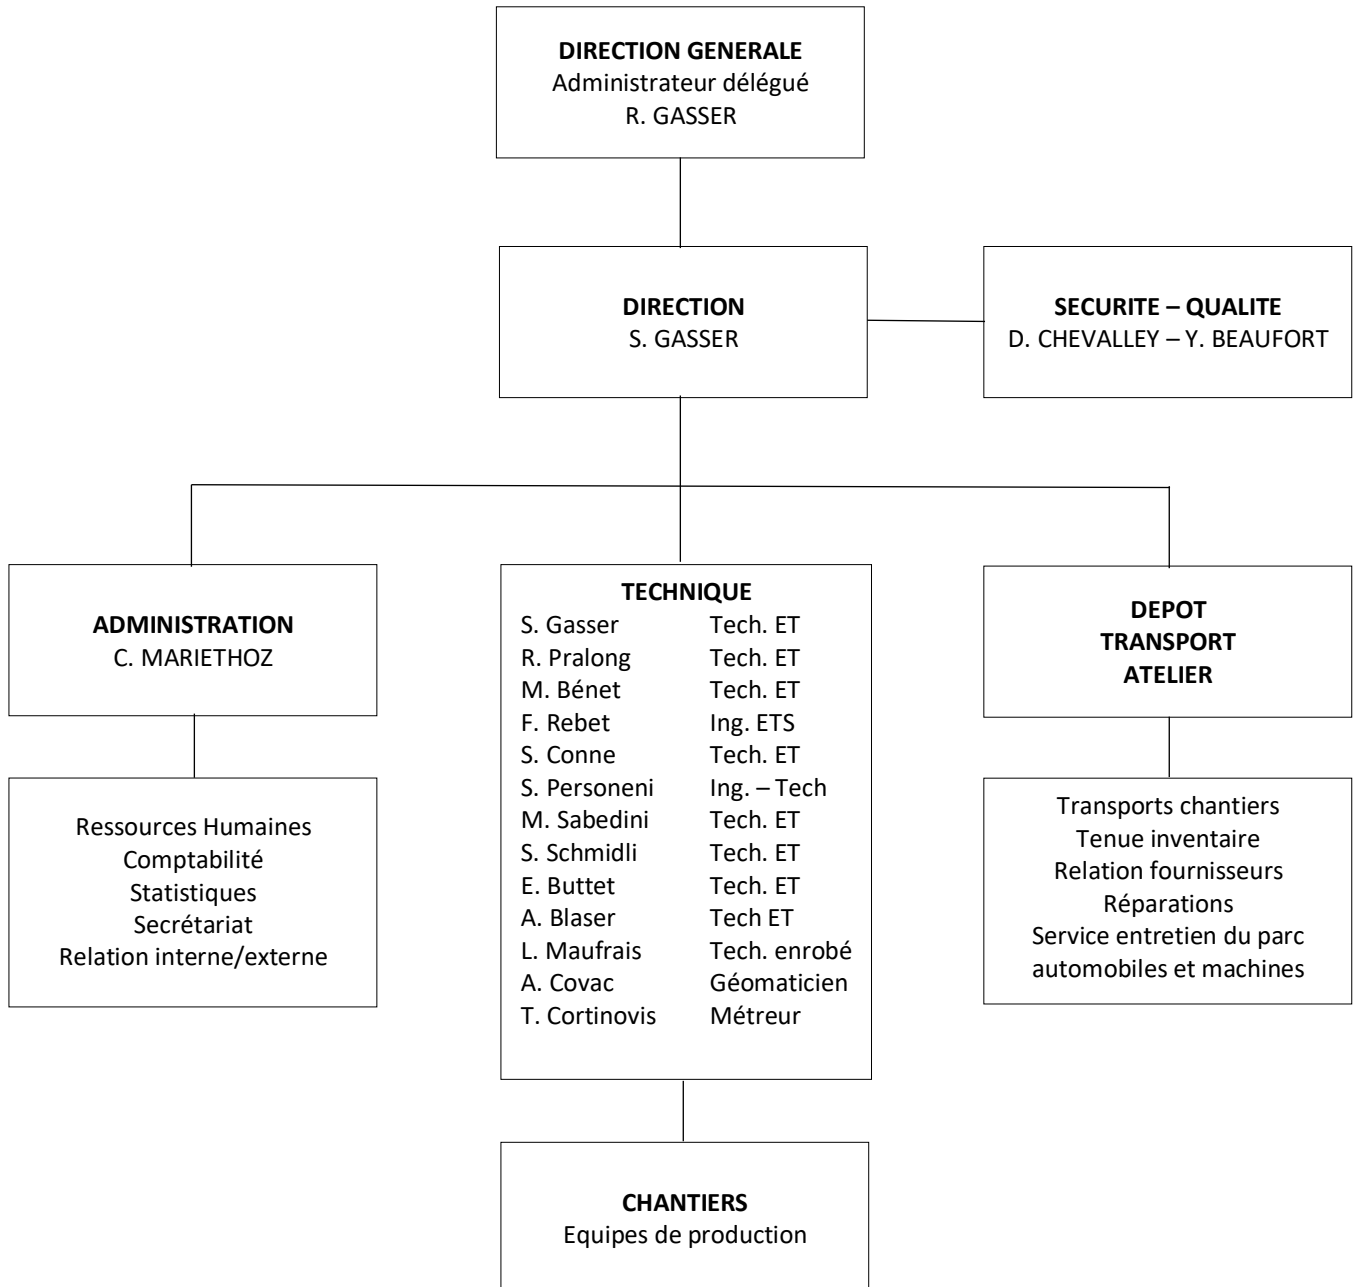 DIRECTION GENERALE
Administrateur délégué
R. GASSER
DIRECTION
S. GASSER
SECURITE – QUALITE
D. CHEVALLEY – Y. BEAUFORT
ADMINISTRATION
C. MARIETHOZ
TECHNIQUE
S. Gasser Tech. ET
R. Pralong Tech. ET
M. Bénet Tech. ET
F. Rebet Ing. ETS
S. Conne Tech. ET
S. Personeni Ing. – Tech
M. Sabedini Tech. ET
S. Schmidli Tech. ET
E. Buttet Tech. ET
A. Blaser Tech ET
L. Maufrais Tech. enrobé
A. Covac Géomaticien
T. Cortinovis Métreur
DEPOT
TRANSPORT
ATELIER
Ressources Humaines
Comptabilité
Statistiques
Secrétariat
Relation interne/externe
Transports chantiers
Tenue inventaire
Relation fournisseurs
Réparations
Service entretien du parc
automobiles et machines
CHANTIERS
Equipes de production